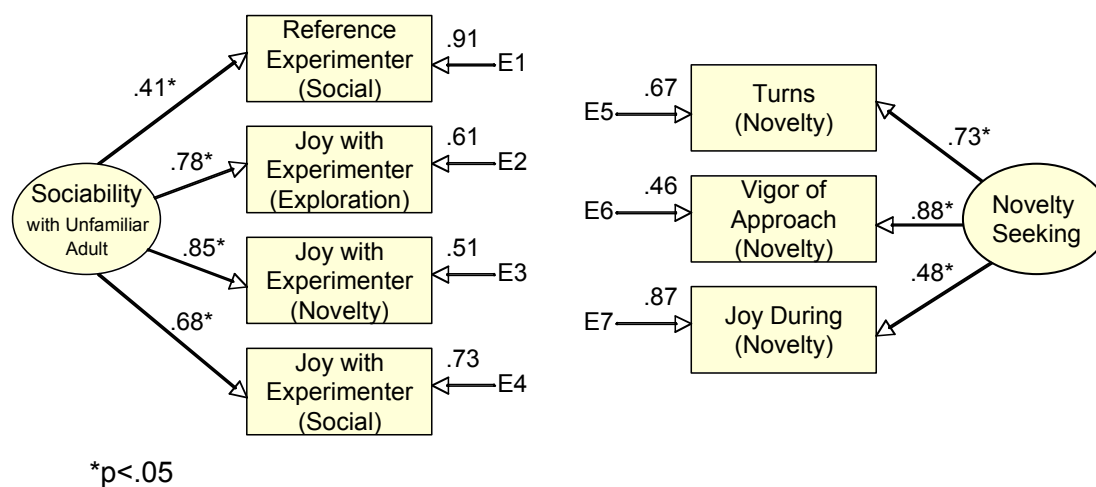 Reference
Experimenter
(Social)
.91
E1
.41*
Joy with
Experimenter
(Exploration)
.61
E2
.78*
Sociability
with Unfamiliar
Adult
.85*
Joy with
Experimenter
(Novelty)
.51
E3
.68*
Joy with
Experimenter
(Social)
.73
E4
E5
.67
Turns
(Novelty)
.73*
E6
.46
Vigor of
Approach
(Novelty)
.88*
Novelty
Seeking
E7
.87
Joy During
(Novelty)
.48*
*p<.05